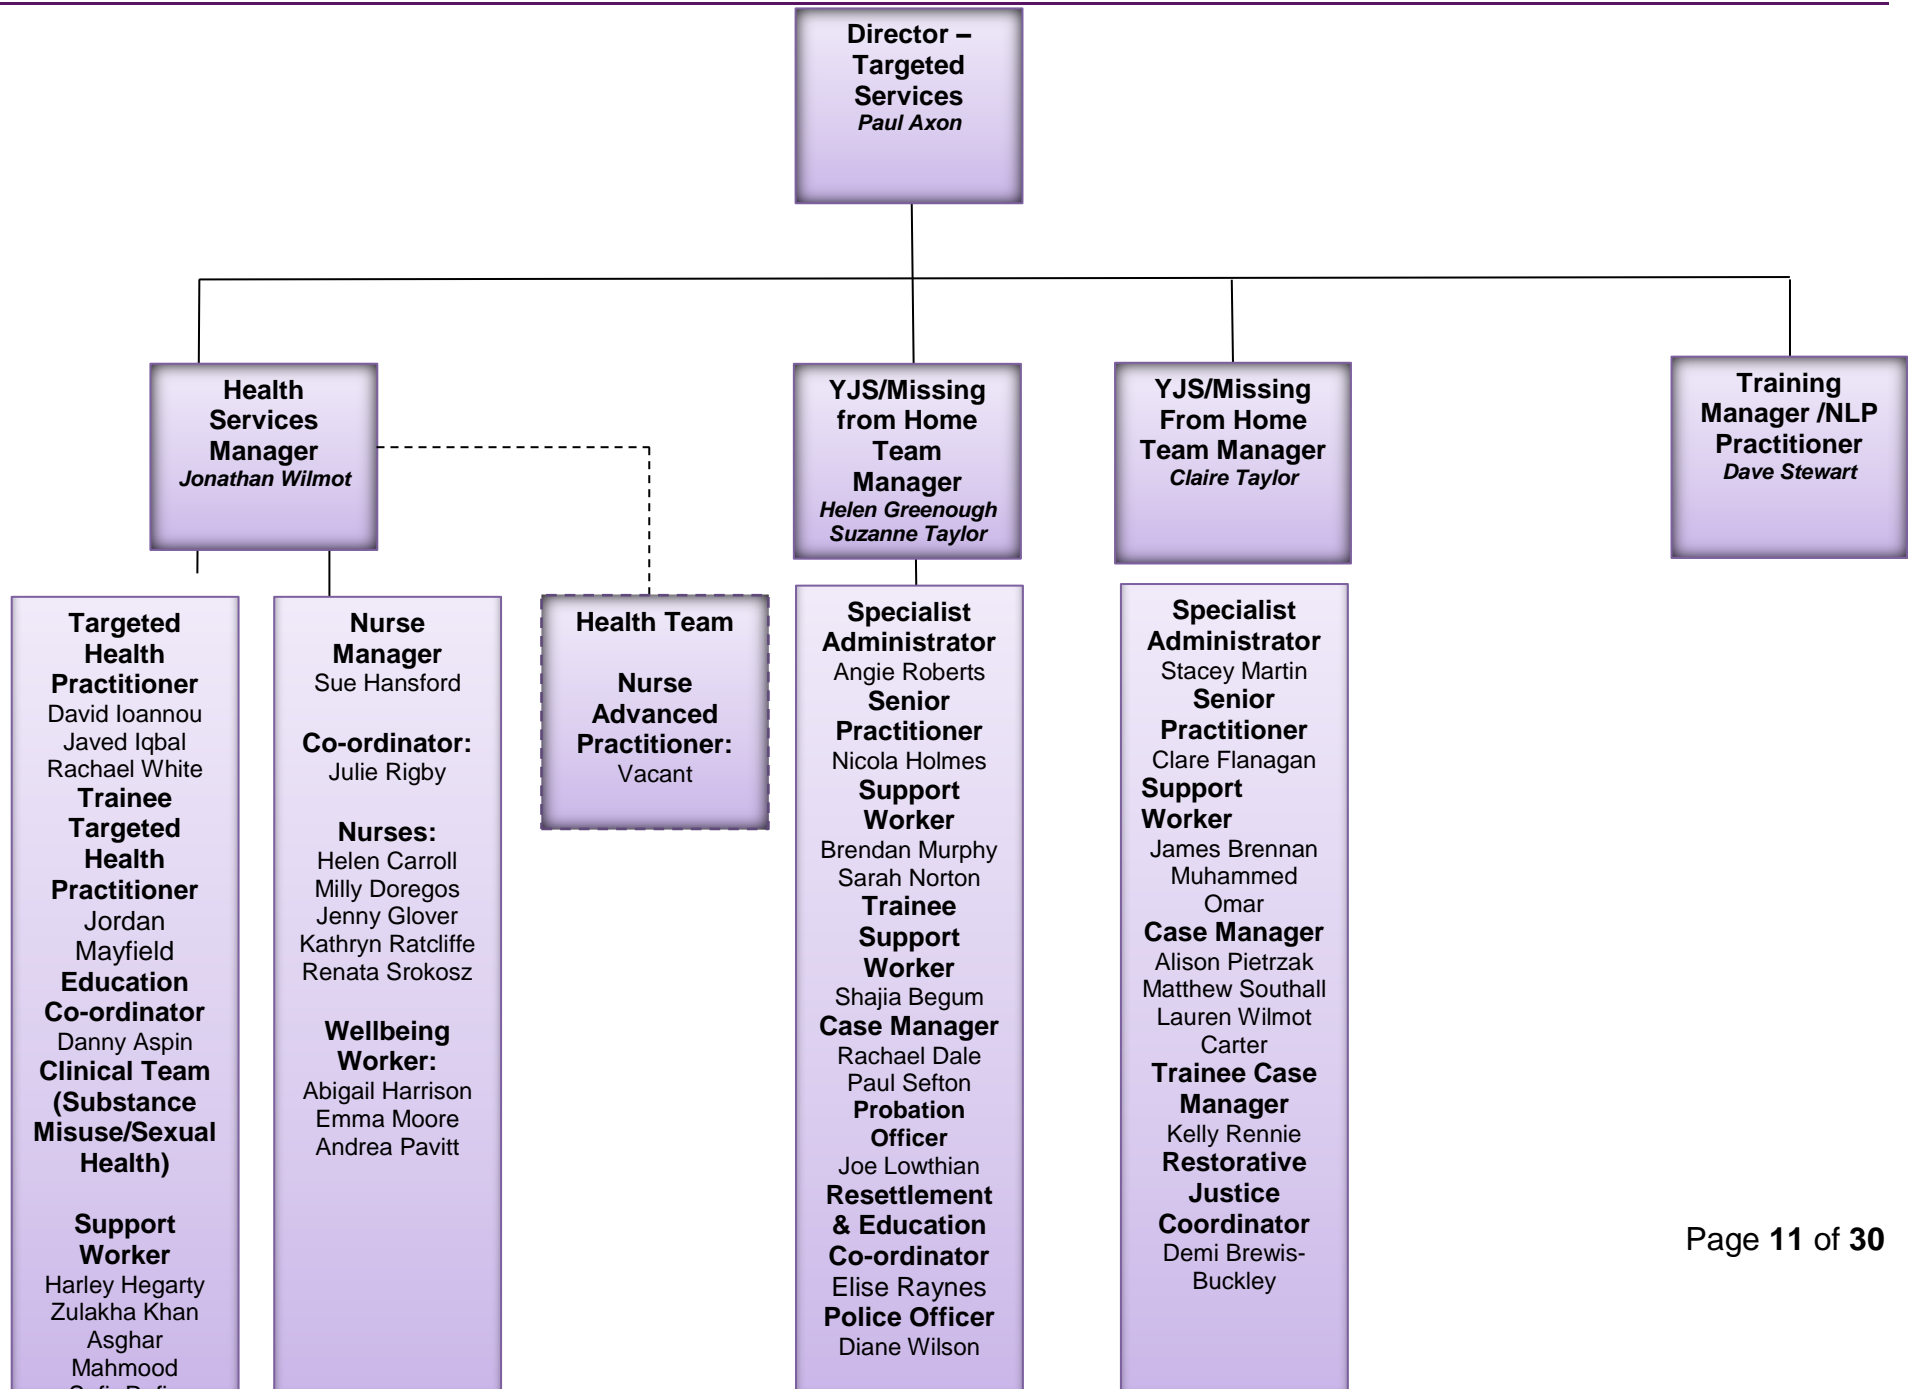 Director –
Targeted
Services
Paul Axon
Health
Services
Manager
Jonathan Wilmot
YJS/Missing
from Home
Team
Manager
Helen Greenough
Suzanne Taylor
YJS/Missing
From Home
Team Manager
Claire Taylor
Training
Manager /NLP
Practitioner
Dave Stewart
Targeted
Health
Practitioner
David Ioannou
Javed Iqbal
Rachael White
Trainee
Targeted
Health
Practitioner
Jordan
Mayfield
Education
Co-ordinator
Danny Aspin
Clinical Team
(Substance
Misuse/Sexual
Health)
Support
Worker
Harley Hegarty
Zulakha Khan
Asghar
Mahmood
Nurse
Manager
Sue Hansford
Co-ordinator:
Julie Rigby
Nurses:
Helen Carroll
Milly Doregos
Jenny Glover
Kathryn Ratcliffe
Renata Srokosz
Wellbeing
Worker:
Abigail Harrison
Emma Moore
Andrea Pavitt
Health Team
Nurse
Advanced
Practitioner:
Vacant
Specialist
Administrator
Angie Roberts
Senior
Practitioner
Nicola Holmes
Support
Worker
Brendan Murphy
Sarah Norton
Trainee
Support
Worker
Shajia Begum
Case Manager
Rachael Dale
Paul Sefton
Probation
Officer
Joe Lowthian
Resettlement
& Education
Co-ordinator
Elise Raynes
Police Officer
Diane Wilson
Specialist
Administrator
Stacey Martin
Senior
Practitioner
Clare Flanagan
Support
Worker
James Brennan
Muhammed
Omar
Case Manager
Alison Pietrzak
Matthew Southall
Lauren Wilmot
Carter
Trainee Case
Manager
Kelly Rennie
Restorative
Justice
Coordinator
Demi Brewis-
Buckley
Page 11 of 30